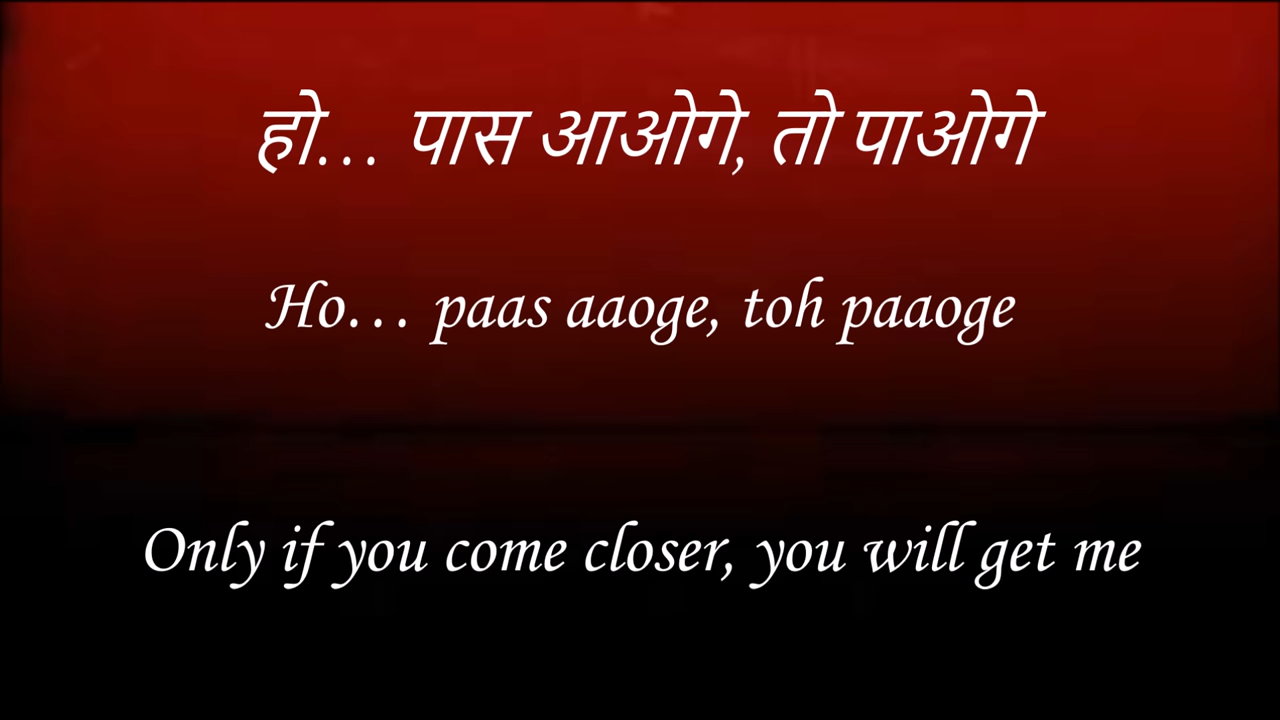 हो... पास आओगे, तो पाओगे
Ho... paas aaoge, toh paaoge
Only if you come closer, you will get me